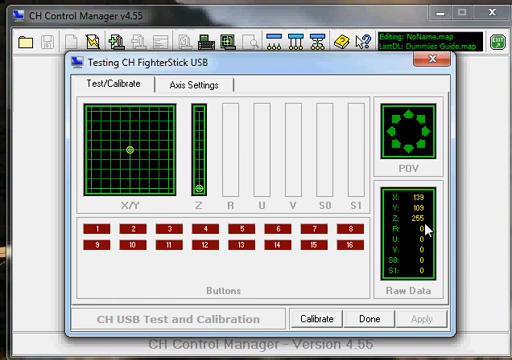 CH Control Manager v4.55
Editing: NoName.map
LastDL: Dummies Guide.map
EXIT
Testing CH FighterStick USB
Test/Calibrate
Axis Settings
X/Y
Z
R
U
V
S0
S1
POV
1 2 3 4 5 6 7 8
9 10 11 12 13 14 15 16
Buttons
X: 139
Y: 109
Z: 255
R: 0
U: 0
V: 0
S0: 0
S1: 0
Raw Data
CH USB Test and Calibration
Calibrate
Done
Apply
CH Control Manager - Version 4.55